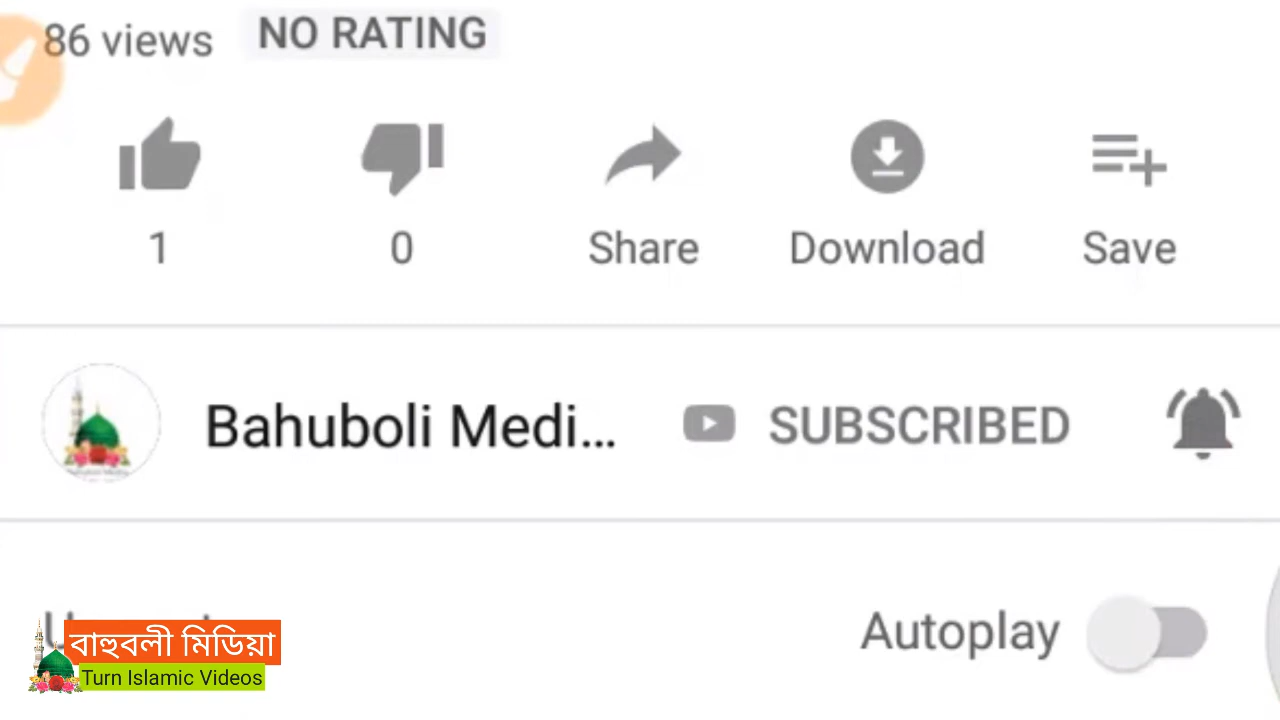 86 views NO RATING
1 0 Share Download Save
Bahuboli Medi... SUBSCRIBED
Autoplay
বাহুবলী মিডিয়া
Turn Islamic Videos